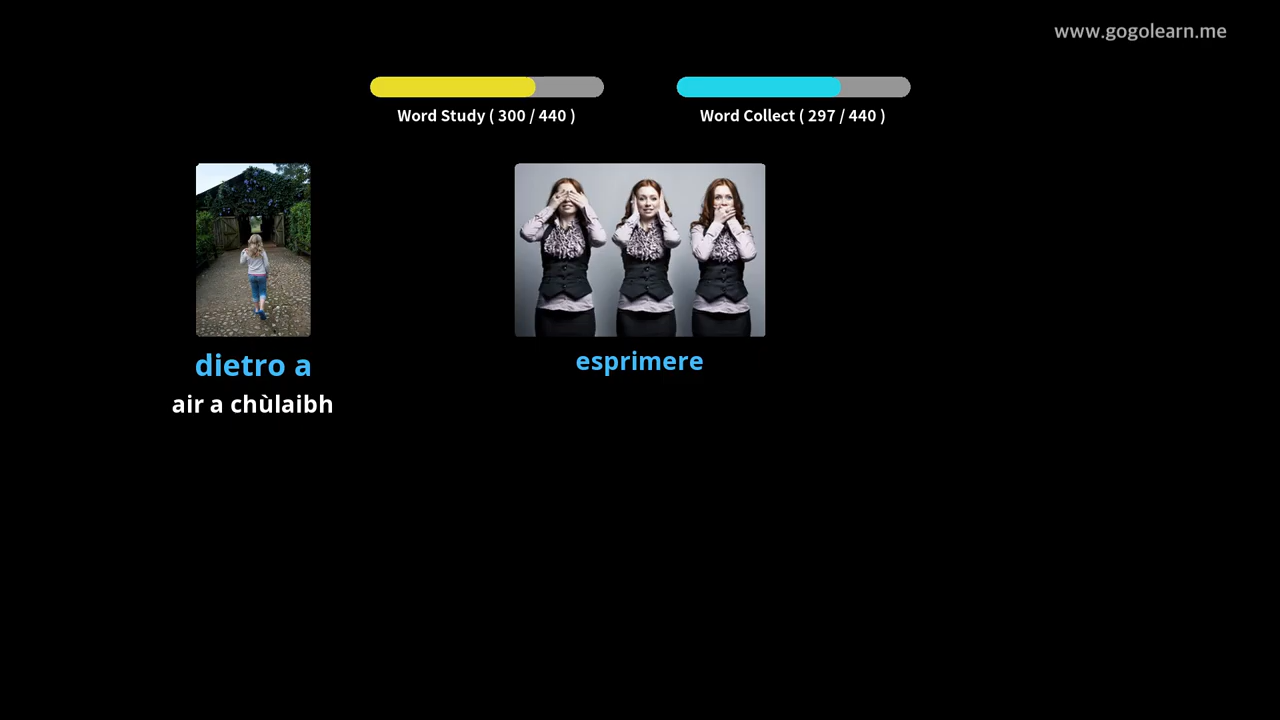 www.gogolearn.me
Word Study ( 300 / 440 )
Word Collect ( 297 / 440 )
dietro a
air a chùlaibh
esprimere